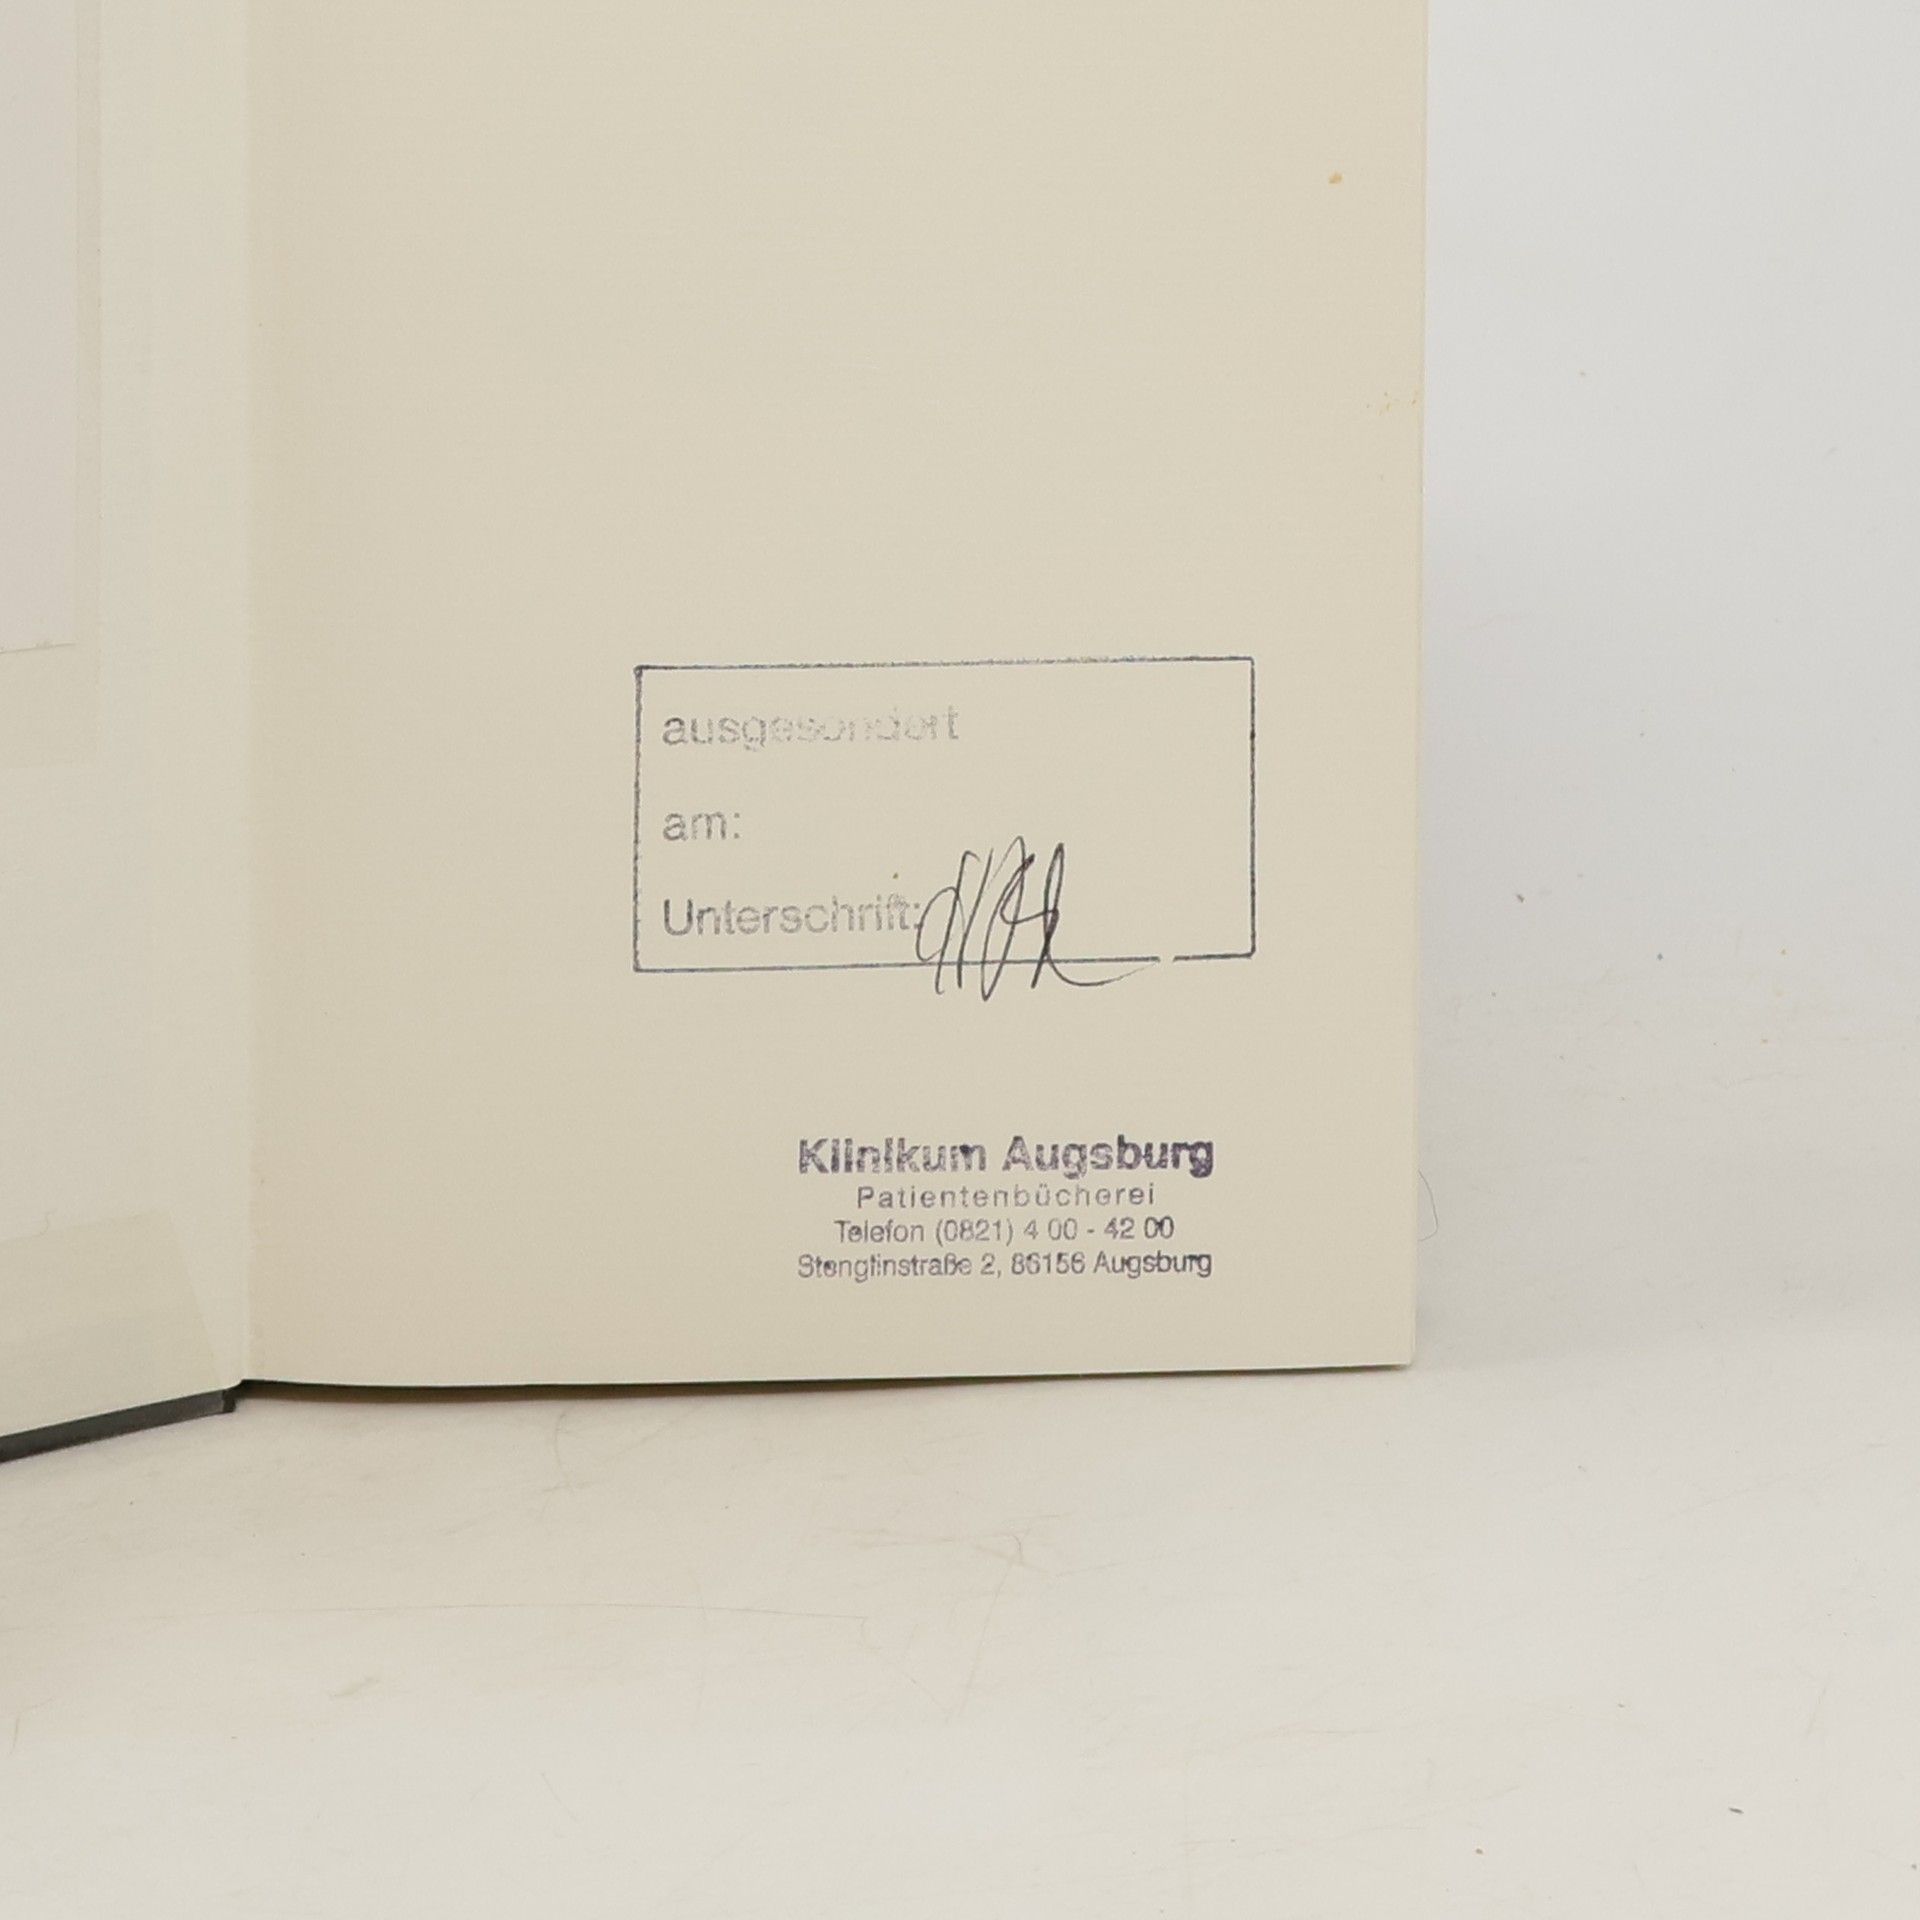 ausgesondert
am:
Unterschrift:
Klinikum Augsburg
Patientenbücherei
Telefon (0821) 4 00 - 42 00
Stenglinstraße 2, 86156 Augsburg